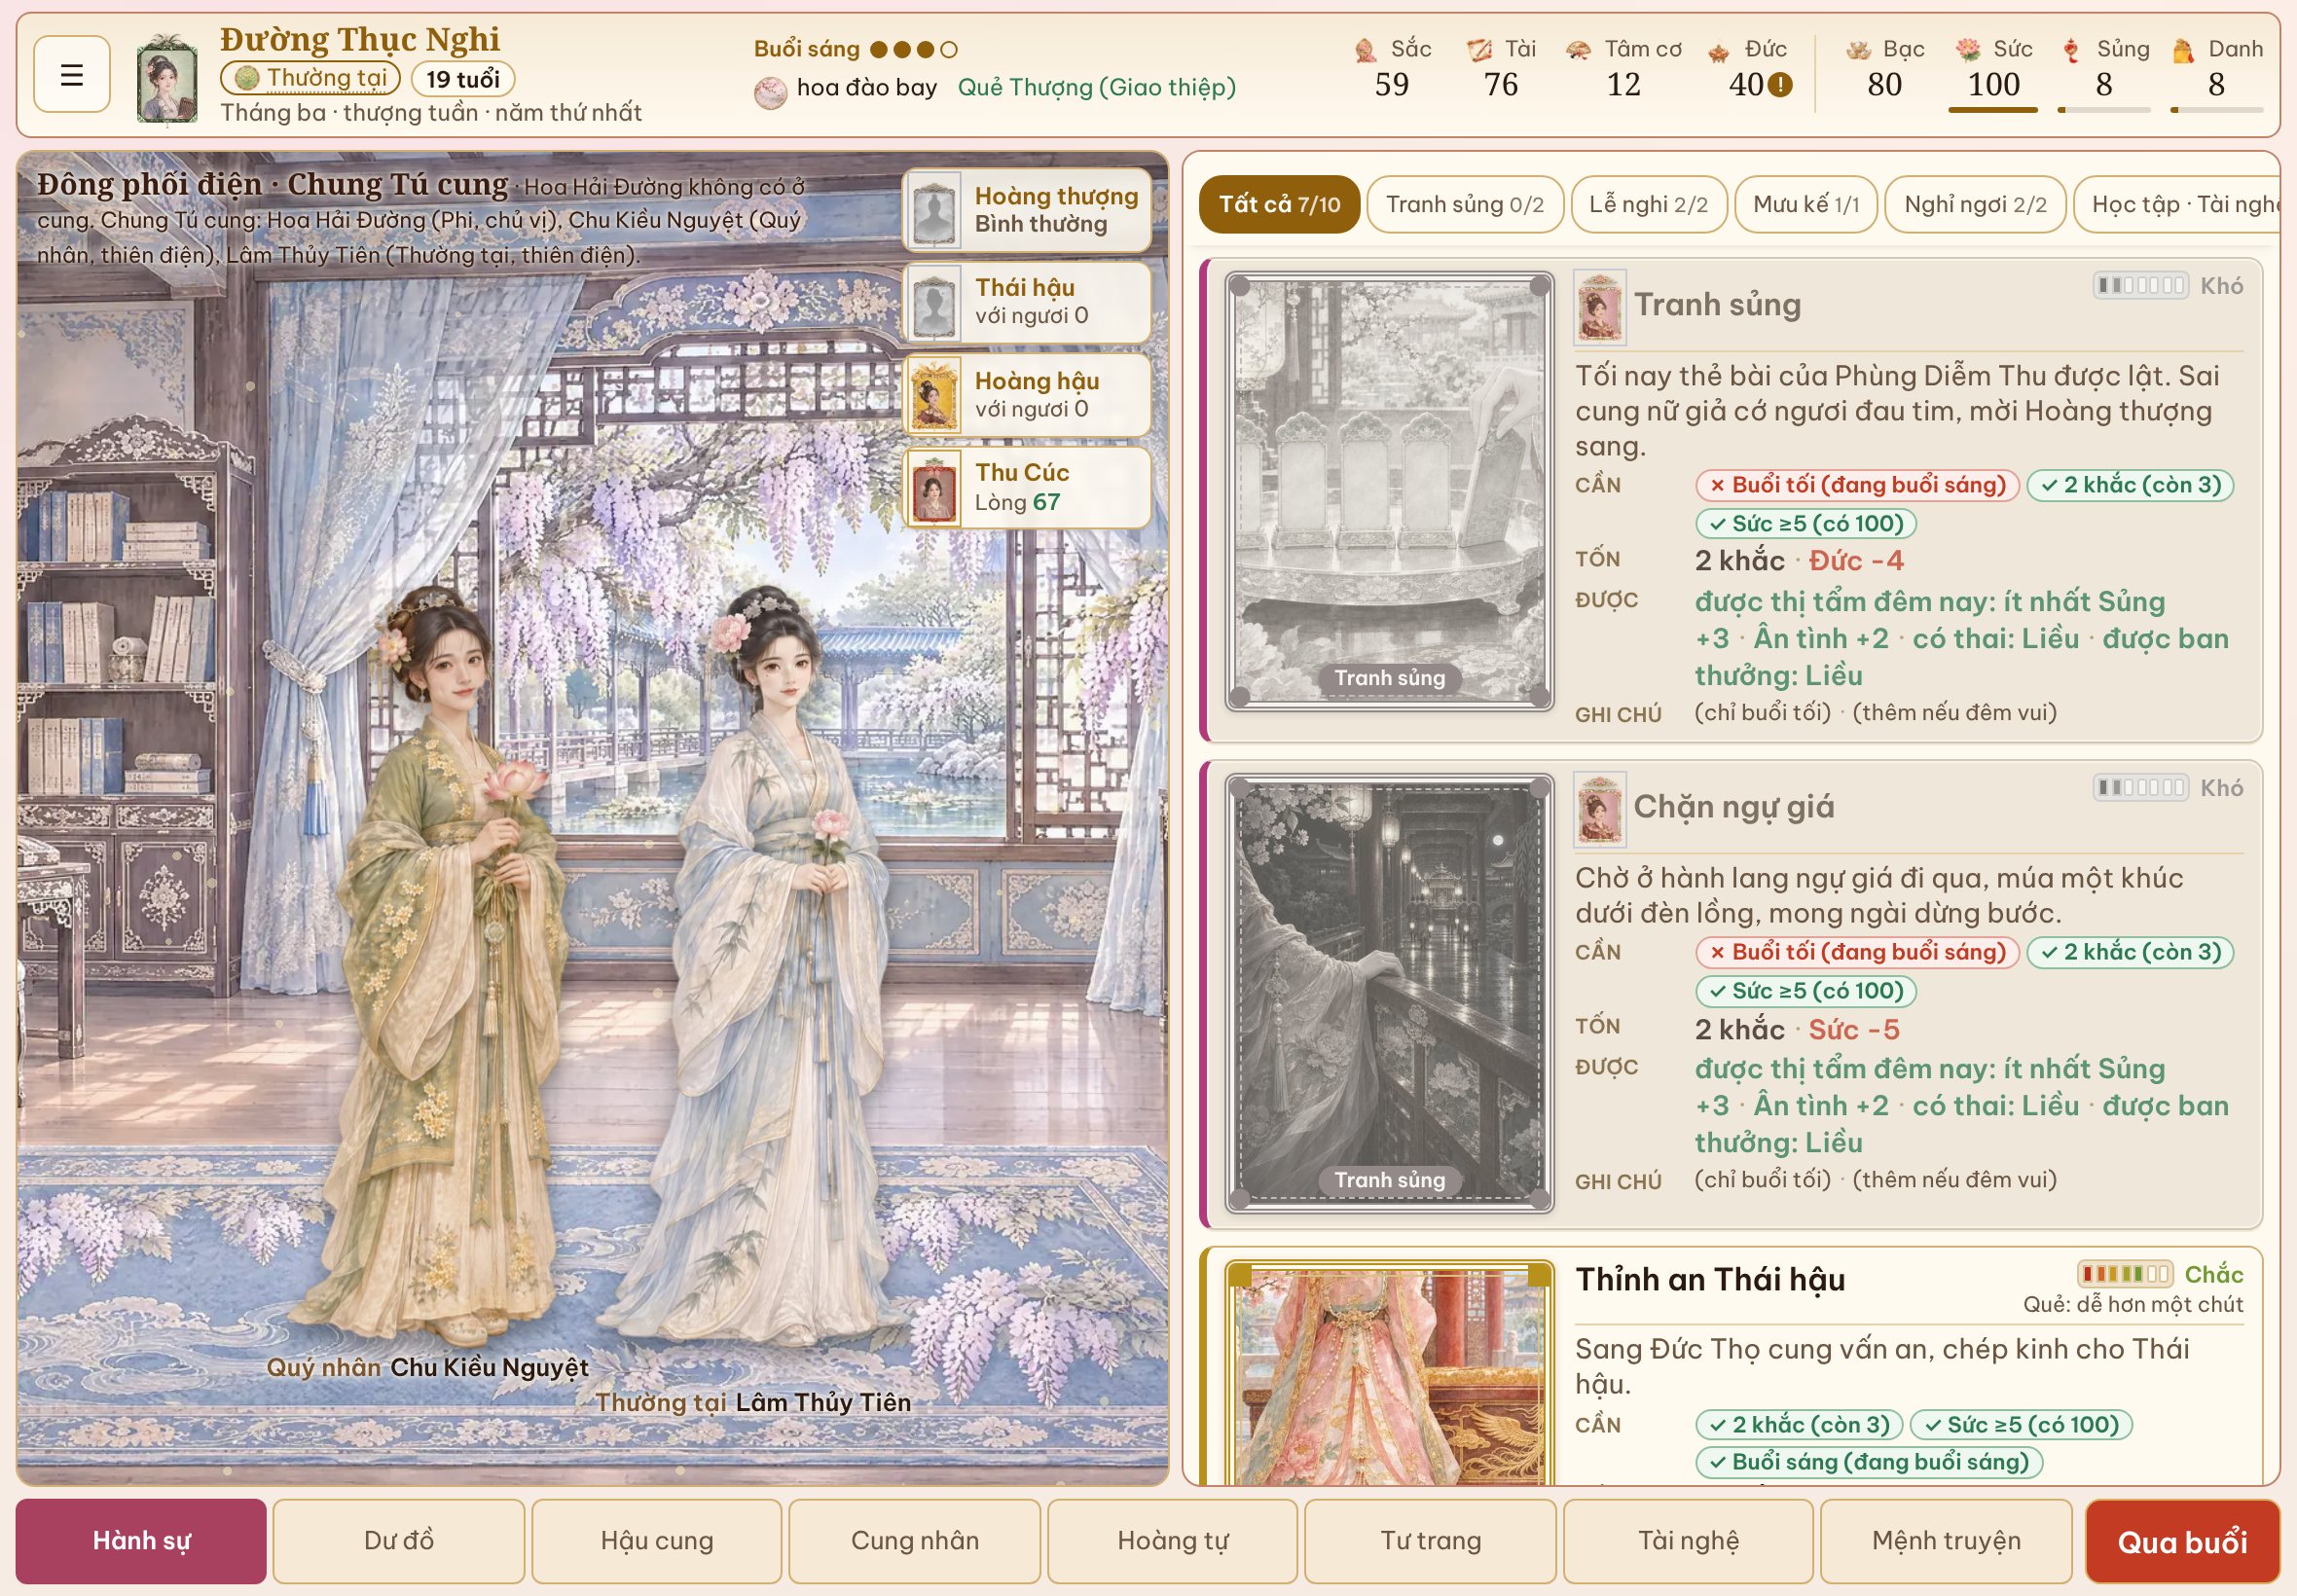 ☰
Đường Thục Nghi
Thường tại
19 tuổi
Tháng ba · thượng tuần · năm thứ nhất
Buổi sáng
hoa đào bay Quẻ Thượng (Giao thiệp)
Sắc 59
Tài 76
Tâm cơ 12
Đức 40 !
Bạc 80
Sức 100
Sủng 8
Danh 8
Đông phối điện · Chung Tú cung · Hoa Hải Đường không có ở
cung. Chung Tú cung: Hoa Hải Đường (Phi, chủ vị), Chu Kiều Nguyệt (Quý
nhân, thiên điện), Lâm Thủy Tiên (Thường tại, thiên điện).
Hoàng thượng
Bình thường
Thái hậu
với ngươi 0
Hoàng hậu
với ngươi 0
Thu Cúc
Lòng 67
Quý nhân Chu Kiều Nguyệt
Thường tại Lâm Thủy Tiên
Tất cả 7/10
Tranh sủng 0/2
Lễ nghi 2/2
Mưu kế 1/1
Nghỉ ngơi 2/2
Học tập · Tài nghệ
Tranh sủng
Tranh sủng
Khó
Tối nay thẻ bài của Phùng Diễm Thu được lật. Sai
cung nữ giả cớ ngươi đau tim, mời Hoàng thượng
sang.
CẦN × Buổi tối (đang buổi sáng) ✓ 2 khắc (còn 3)
✓ Sức ≥5 (có 100)
TỐN 2 khắc · Đức -4
ĐƯỢC được thị tẩm đêm nay: ít nhất Sủng
+3 · Ân tình +2 · có thai: Liều · được ban
thưởng: Liều
GHI CHÚ (chỉ buổi tối) · (thêm nếu đêm vui)
Tranh sủng
Chặn ngự giá
Khó
Chờ ở hành lang ngự giá đi qua, múa một khúc
dưới đèn lồng, mong ngài dừng bước.
CẦN × Buổi tối (đang buổi sáng) ✓ 2 khắc (còn 3)
✓ Sức ≥5 (có 100)
TỐN 2 khắc · Sức -5
ĐƯỢC được thị tẩm đêm nay: ít nhất Sủng
+3 · Ân tình +2 · có thai: Liều · được ban
thưởng: Liều
GHI CHÚ (chỉ buổi tối) · (thêm nếu đêm vui)
Thỉnh an Thái hậu
Chắc
Quẻ: dễ hơn một chút
Sang Đức Thọ cung vấn an, chép kinh cho Thái
hậu.
CẦN ✓ 2 khắc (còn 3) ✓ Sức ≥5 (có 100)
✓ Buổi sáng (đang buổi sáng)
Hành sự
Dư đồ
Hậu cung
Cung nhân
Hoàng tự
Tư trang
Tài nghệ
Mệnh truyện
Qua buổi